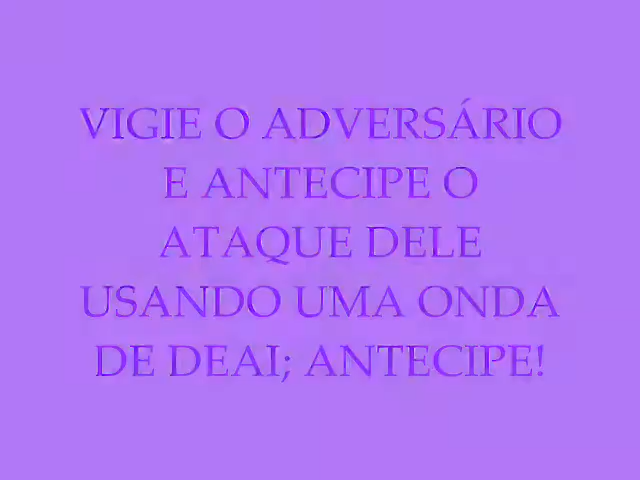 VIGIE O ADVERSÁRIO
E ANTECIPE O
ATAQUE DELE
USANDO UMA ONDA
DE DEAI; ANTECIPE!